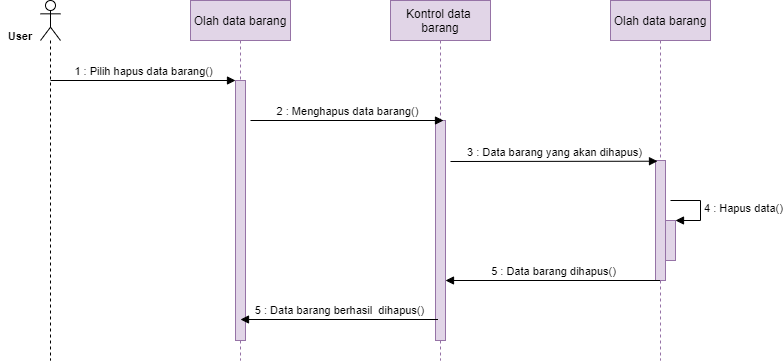 User
Olah data barang
Kontrol data
barang
Olah data barang
1 : Pilih hapus data barang()
2 : Menghapus data barang()
3 : Data barang yang akan dihapus)
4 : Hapus data()
5 : Data barang dihapus()
5 : Data barang berhasil dihapus()